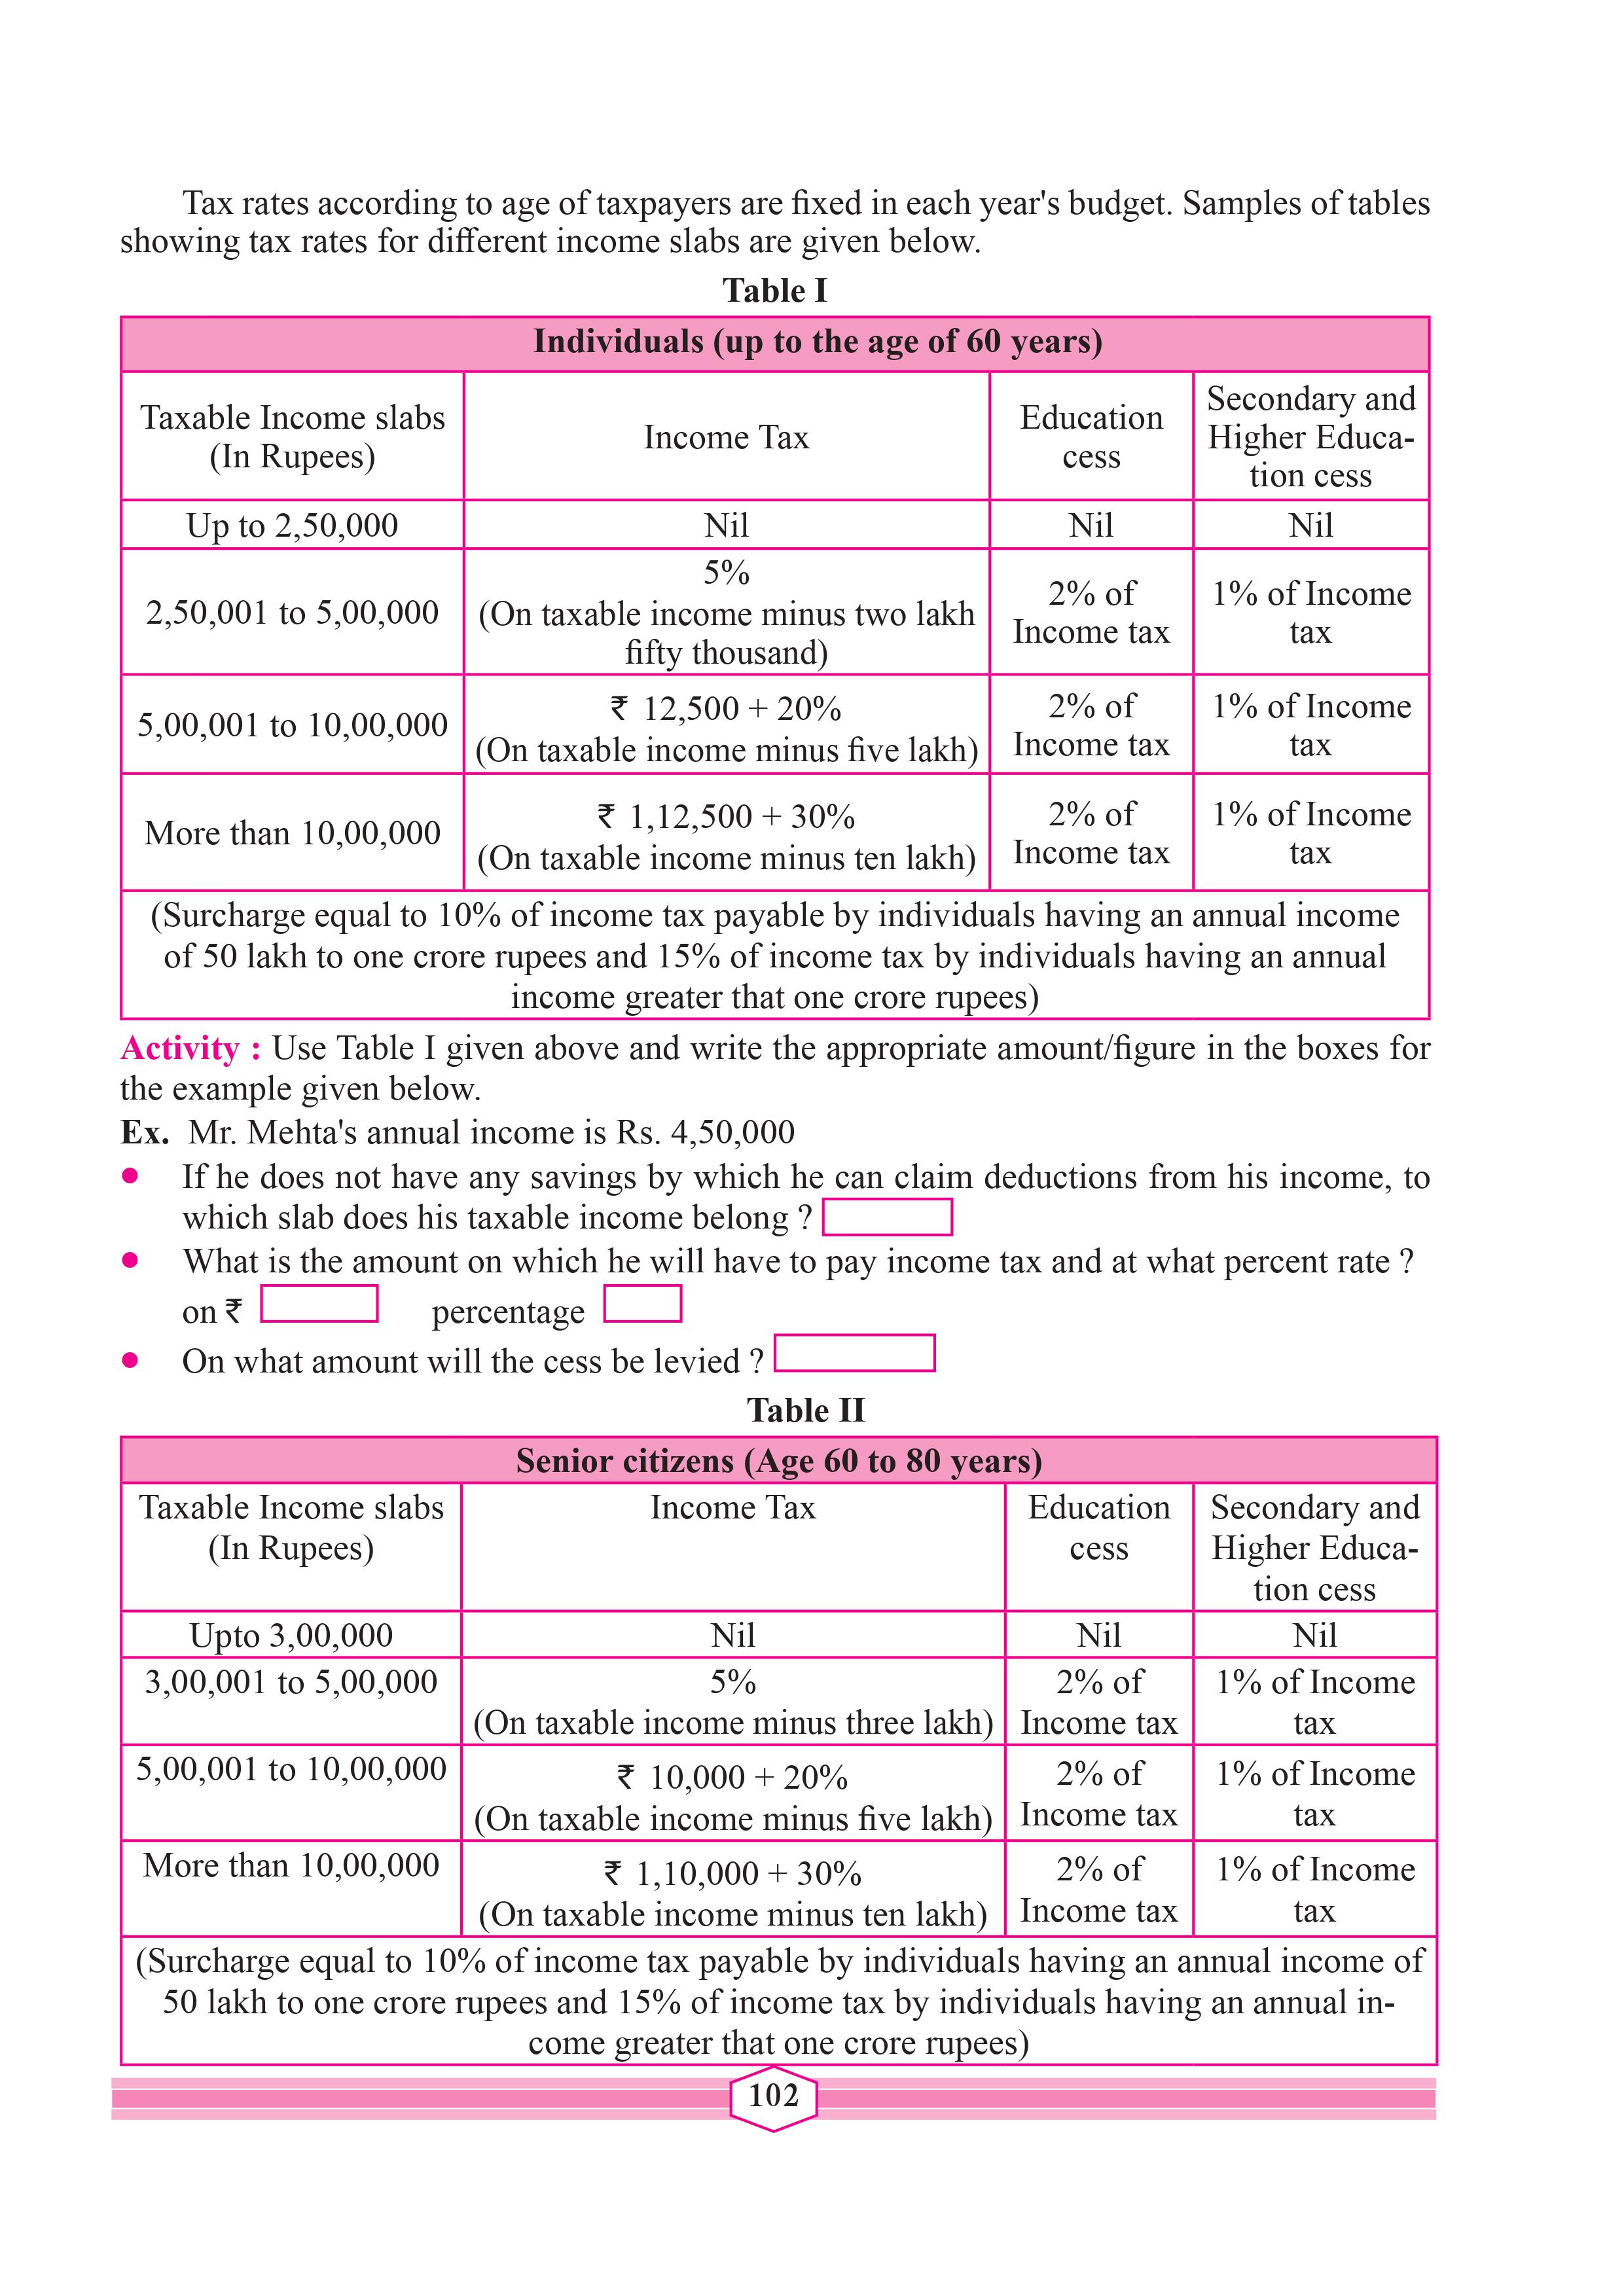 Tax rates according to age of taxpayers are fixed in each year's budget. Samples of tables
showing tax rates for different income slabs are given below.
Table I
Individuals (up to the age of 60 years)
Taxable Income slabs
(In Rupees)
Income Tax
Education
cess
Secondary and
Higher Educa-
tion cess
Up to 2,50,000
Nil
Nil
Nil
2,50,001 to 5,00,000
5%
(On taxable income minus two lakh
fifty thousand)
2% of
Income tax
1% of Income
tax
5,00,001 to 10,00,000
₹ 12,500 + 20%
(On taxable income minus five lakh)
2% of
Income tax
1% of Income
tax
More than 10,00,000
₹ 1,12,500 + 30%
(On taxable income minus ten lakh)
2% of
Income tax
1% of Income
tax
(Surcharge equal to 10% of income tax payable by individuals having an annual income
of 50 lakh to one crore rupees and 15% of income tax by individuals having an annual
income greater that one crore rupees)
Activity : Use Table I given above and write the appropriate amount/figure in the boxes for
the example given below.
Ex. Mr. Mehta's annual income is Rs. 4,50,000
● If he does not have any savings by which he can claim deductions from his income, to
which slab does his taxable income belong ?
● What is the amount on which he will have to pay income tax and at what percent rate ?
on ₹ percentage
● On what amount will the cess be levied ?
Table II
Senior citizens (Age 60 to 80 years)
Taxable Income slabs
(In Rupees)
Income Tax
Education
cess
Secondary and
Higher Educa-
tion cess
Upto 3,00,000
Nil
Nil
Nil
3,00,001 to 5,00,000
5%
(On taxable income minus three lakh)
2% of
Income tax
1% of Income
tax
5,00,001 to 10,00,000
₹ 10,000 + 20%
(On taxable income minus five lakh)
2% of
Income tax
1% of Income
tax
More than 10,00,000
₹ 1,10,000 + 30%
(On taxable income minus ten lakh)
2% of
Income tax
1% of Income
tax
(Surcharge equal to 10% of income tax payable by individuals having an annual income of
50 lakh to one crore rupees and 15% of income tax by individuals having an annual in-
come greater that one crore rupees)
102